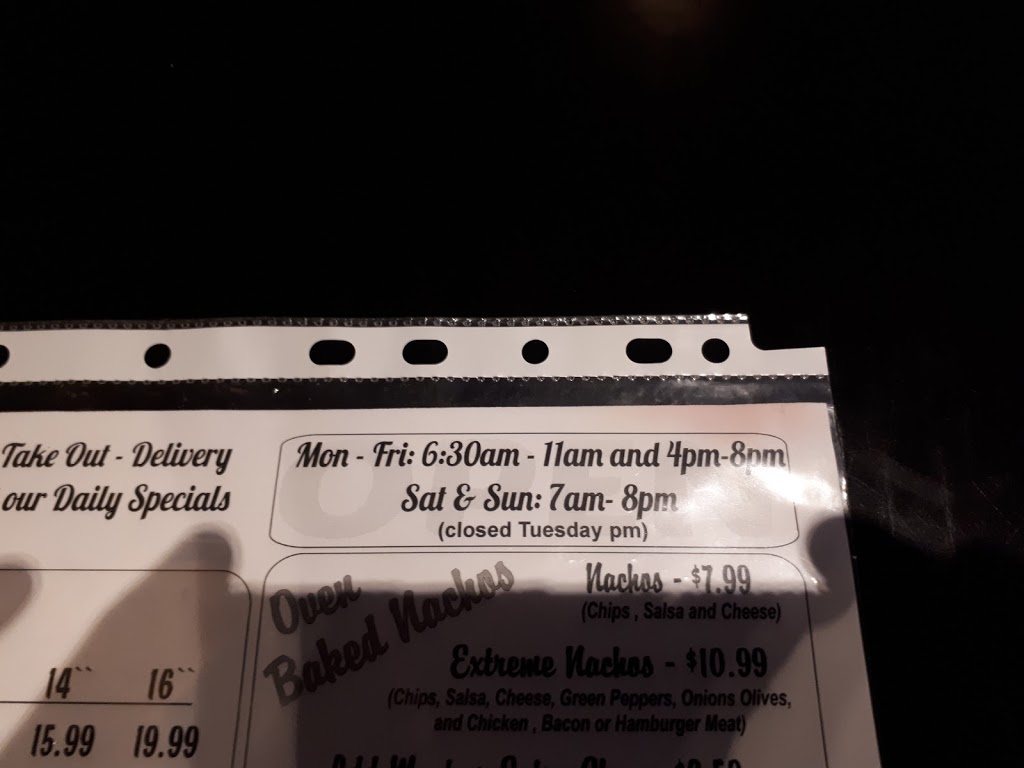 Take Out - Delivery
our Daily Specials
Mon - Fri: 6:30am - 11am and 4pm-8pm
Sat & Sun: 7am- 8pm
(closed Tuesday pm)
OPEN
Oven
Baked Nachos
Nachos - $7.99
(Chips , Salsa and Cheese)
Extreme Nachos - $10.99
(Chips, Salsa, Cheese, Green Peppers, Onions Olives,
and Chicken , Bacon or Hamburger Meat)
14`` 16``
15.99 19.99